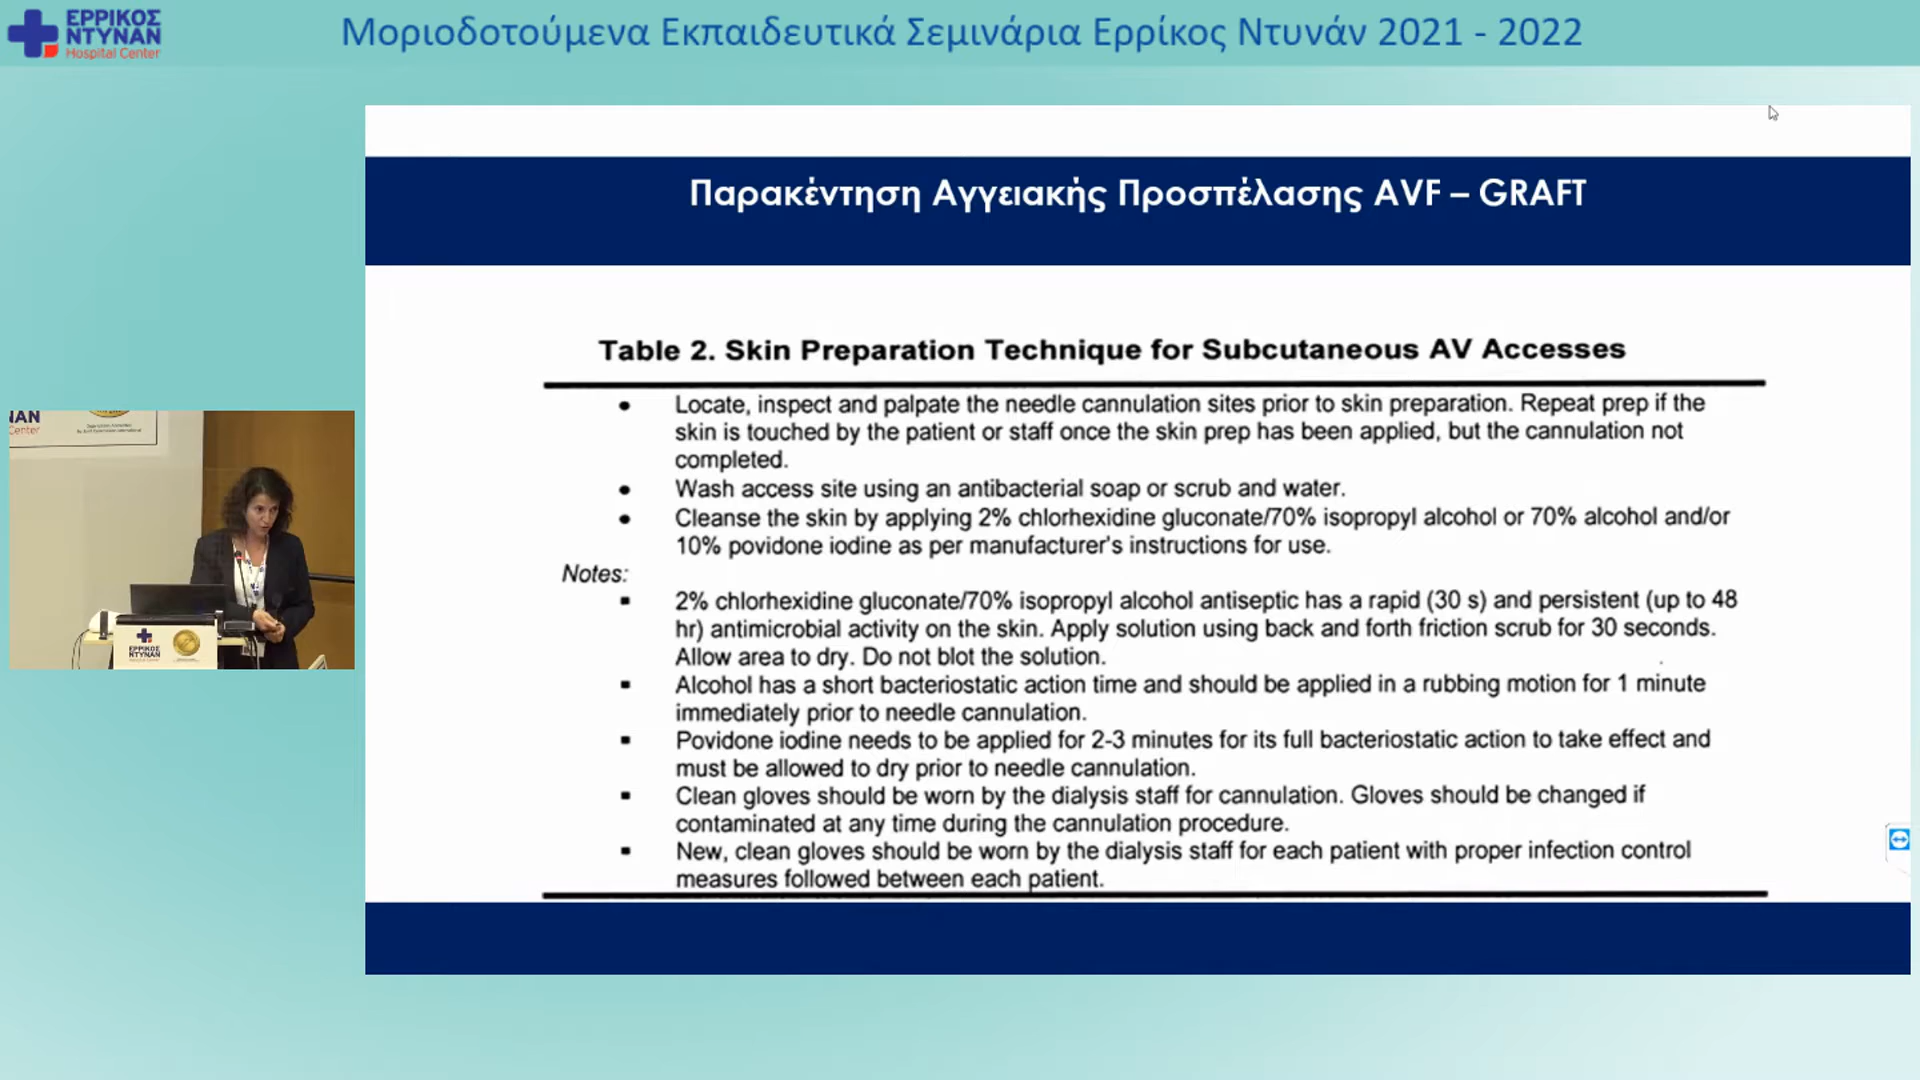 ΕΡΡΙΚΟΣ
ΝΤΥΝΑΝ
Hospital Center
Μοριοδοτούμενα Εκπαιδευτικά Σεμινάρια Ερρίκος Ντυνάν 2021 - 2022
Παρακέντηση Αγγειακής Προσπέλασης AVF – GRAFT
Table 2. Skin Preparation Technique for Subcutaneous AV Accesses
• Locate, inspect and palpate the needle cannulation sites prior to skin preparation. Repeat prep if the
skin is touched by the patient or staff once the skin prep has been applied, but the cannulation not
completed.
• Wash access site using an antibacterial soap or scrub and water.
• Cleanse the skin by applying 2% chlorhexidine gluconate/70% isopropyl alcohol or 70% alcohol and/or
10% povidone iodine as per manufacturer's instructions for use.
Notes:
▪ 2% chlorhexidine gluconate/70% isopropyl alcohol antiseptic has a rapid (30 s) and persistent (up to 48
hr) antimicrobial activity on the skin. Apply solution using back and forth friction scrub for 30 seconds.
Allow area to dry. Do not blot the solution.
▪ Alcohol has a short bacteriostatic action time and should be applied in a rubbing motion for 1 minute
immediately prior to needle cannulation.
▪ Povidone iodine needs to be applied for 2-3 minutes for its full bacteriostatic action to take effect and
must be allowed to dry prior to needle cannulation.
▪ Clean gloves should be worn by the dialysis staff for cannulation. Gloves should be changed if
contaminated at any time during the cannulation procedure.
▪ New, clean gloves should be worn by the dialysis staff for each patient with proper infection control
measures followed between each patient.
ΕΡΡΙΚΟΣ
ΝΤΥΝΑΝ